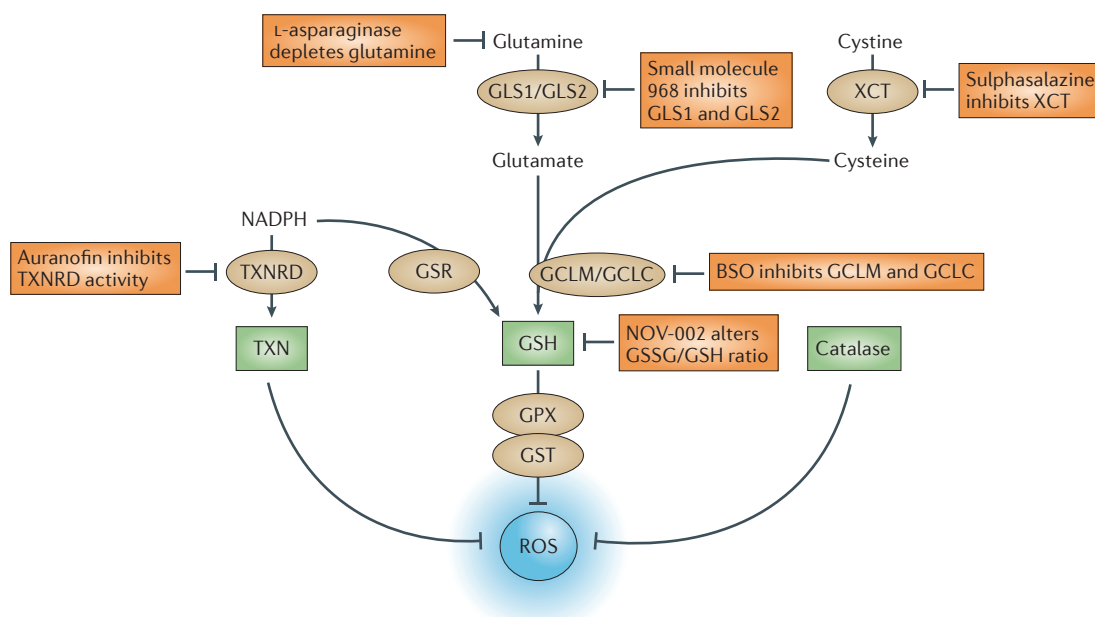 L-asparaginase
depletes glutamine
Glutamine
Cystine
GLS1/GLS2
Small molecule
968 inhibits
GLS1 and GLS2
XCT
Sulphasalazine
inhibits XCT
Glutamate
Cysteine
NADPH
Auranofin inhibits
TXNRD activity
TXNRD
GSR
GCLM/GCLC
BSO inhibits GCLM and GCLC
TXN
GSH
NOV-002 alters
GSSG/GSH ratio
Catalase
GPX
GST
ROS